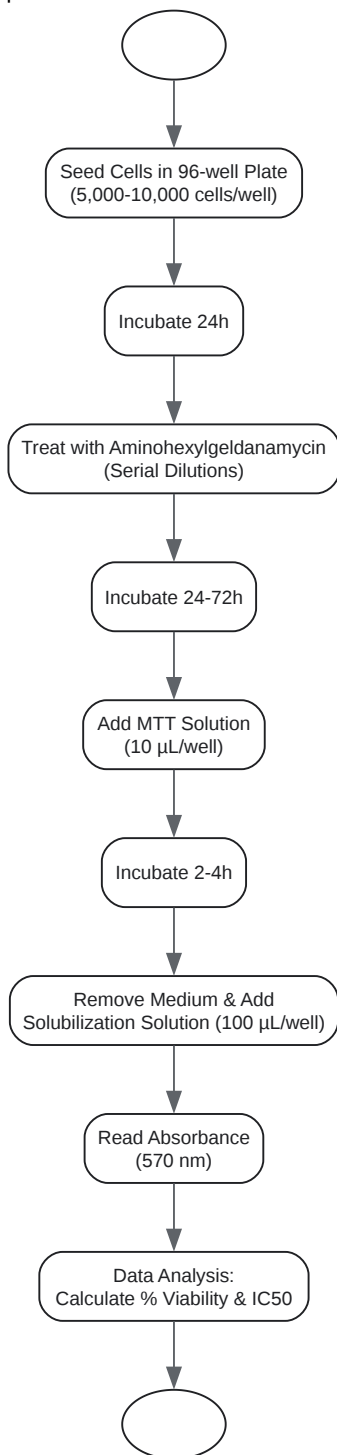 Seed Cells in 96-well Plate
(5,000-10,000 cells/well)
Incubate 24h
Treat with Aminohexylgeldanamycin
(Serial Dilutions)
Incubate 24-72h
Add MTT Solution
(10 µL/well)
Incubate 2-4h
Remove Medium & Add
Solubilization Solution (100 µL/well)
Read Absorbance
(570 nm)
Data Analysis:
Calculate % Viability & IC50